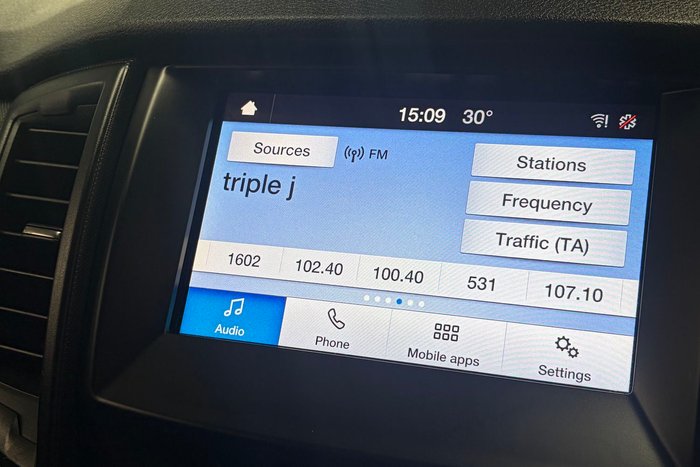 15:09 30°
Sources FM
Stations
triple j
Frequency
Traffic (TA)
1602 102.40 100.40 531 107.10
Audio Phone Mobile apps Settings